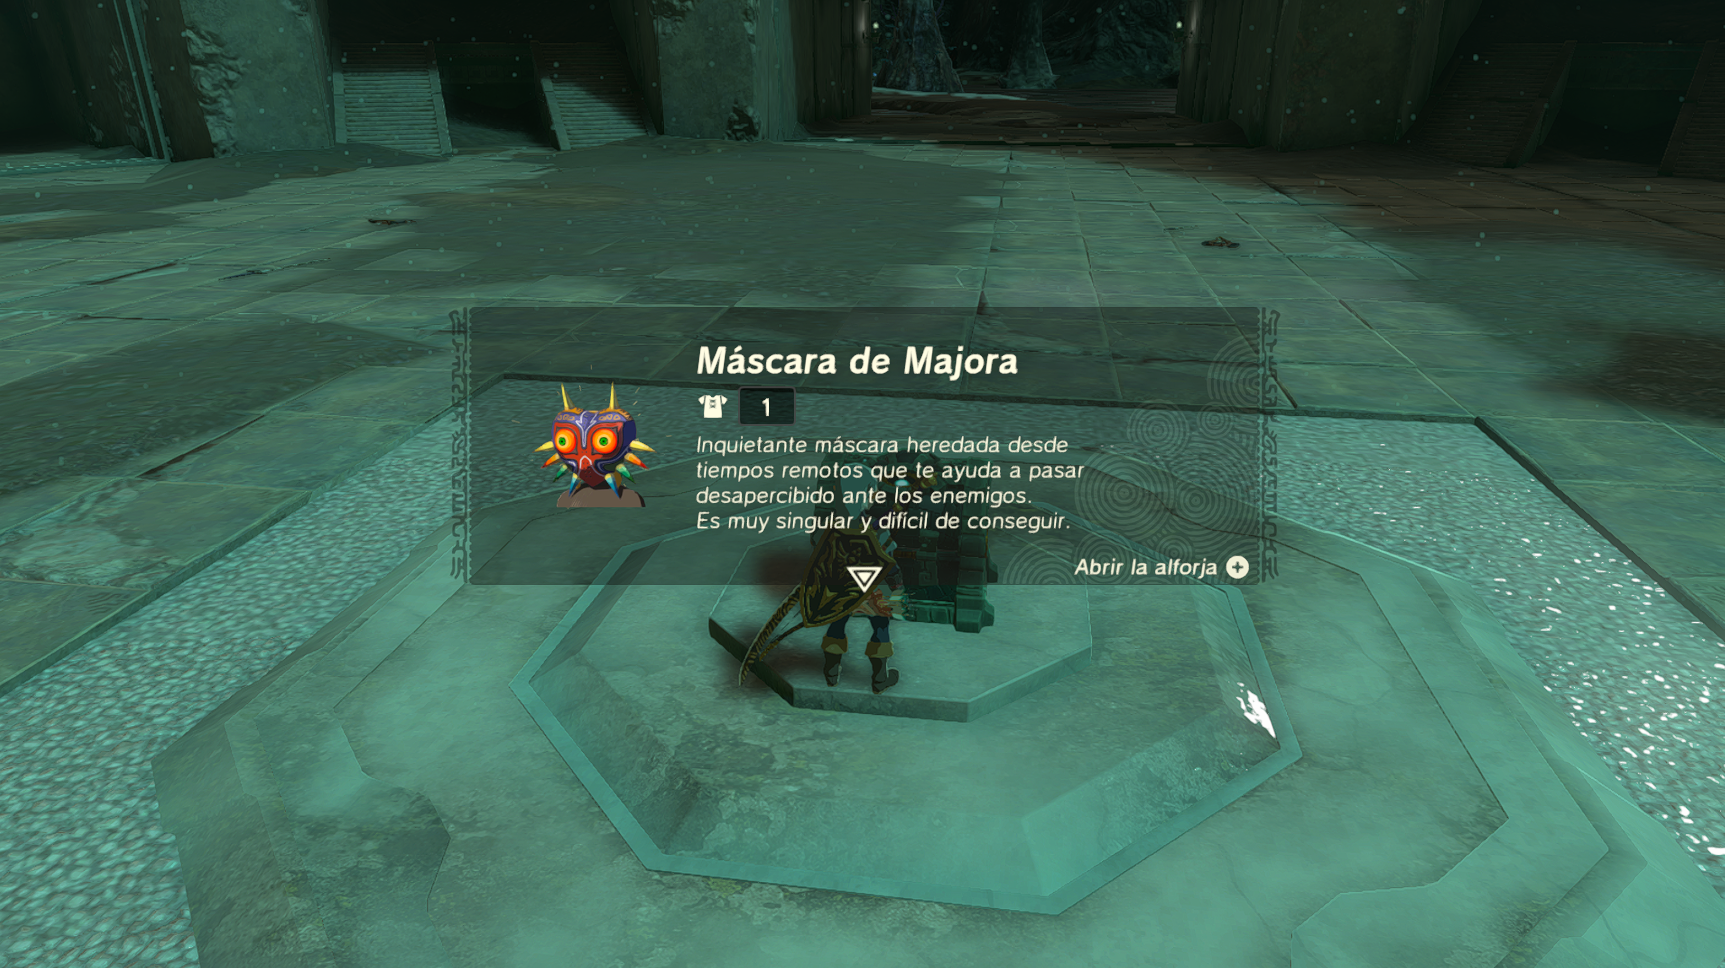 Máscara de Majora
1
Inquietante máscara heredada desde
tiempos remotos que te ayuda a pasar
desapercibido ante los enemigos.
Es muy singular y difícil de conseguir.
Abrir la alforja